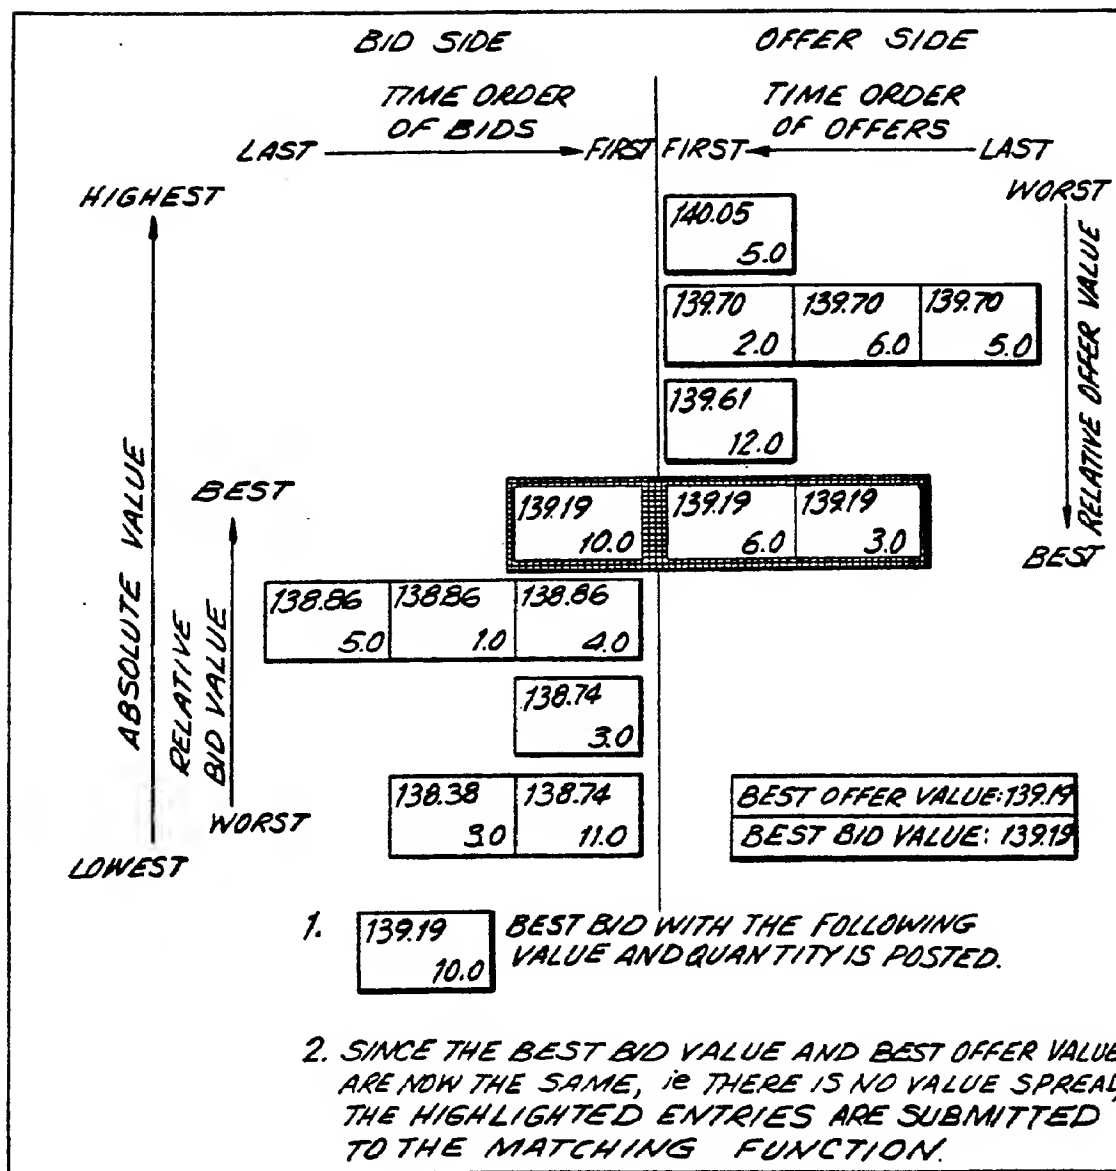 BID SIDE
OFFER SIDE
TIME ORDER
OF BIDS
TIME ORDER
OF OFFERS
LAST
FIRST
FIRST
LAST
HIGHEST
WORST
140.05
5.0
139.70
139.70
139.70
2.0
6.0
5.0
139.61
12.0
RELATIVE OFFER VALUE
BEST
BEST
139.19
139.19
139.19
10.0
6.0
3.0
ABSOLUTE VALUE
RELATIVE
BID VALUE
138.86
138.86
138.86
5.0
1.0
4.0
138.74
3.0
138.38
138.74
3.0
11.0
WORST
LOWEST
BEST OFFER VALUE: 139.19
BEST BID VALUE: 139.19
1.
139.19
10.0
BEST BID WITH THE FOLLOWING
VALUE AND QUANTITY IS POSTED.
2. SINCE THE BEST BID VALUE AND BEST OFFER VALUE
ARE NOW THE SAME, ie THERE IS NO VALUE SPREAD,
THE HIGHLIGHTED ENTRIES ARE SUBMITTED
TO THE MATCHING FUNCTION.